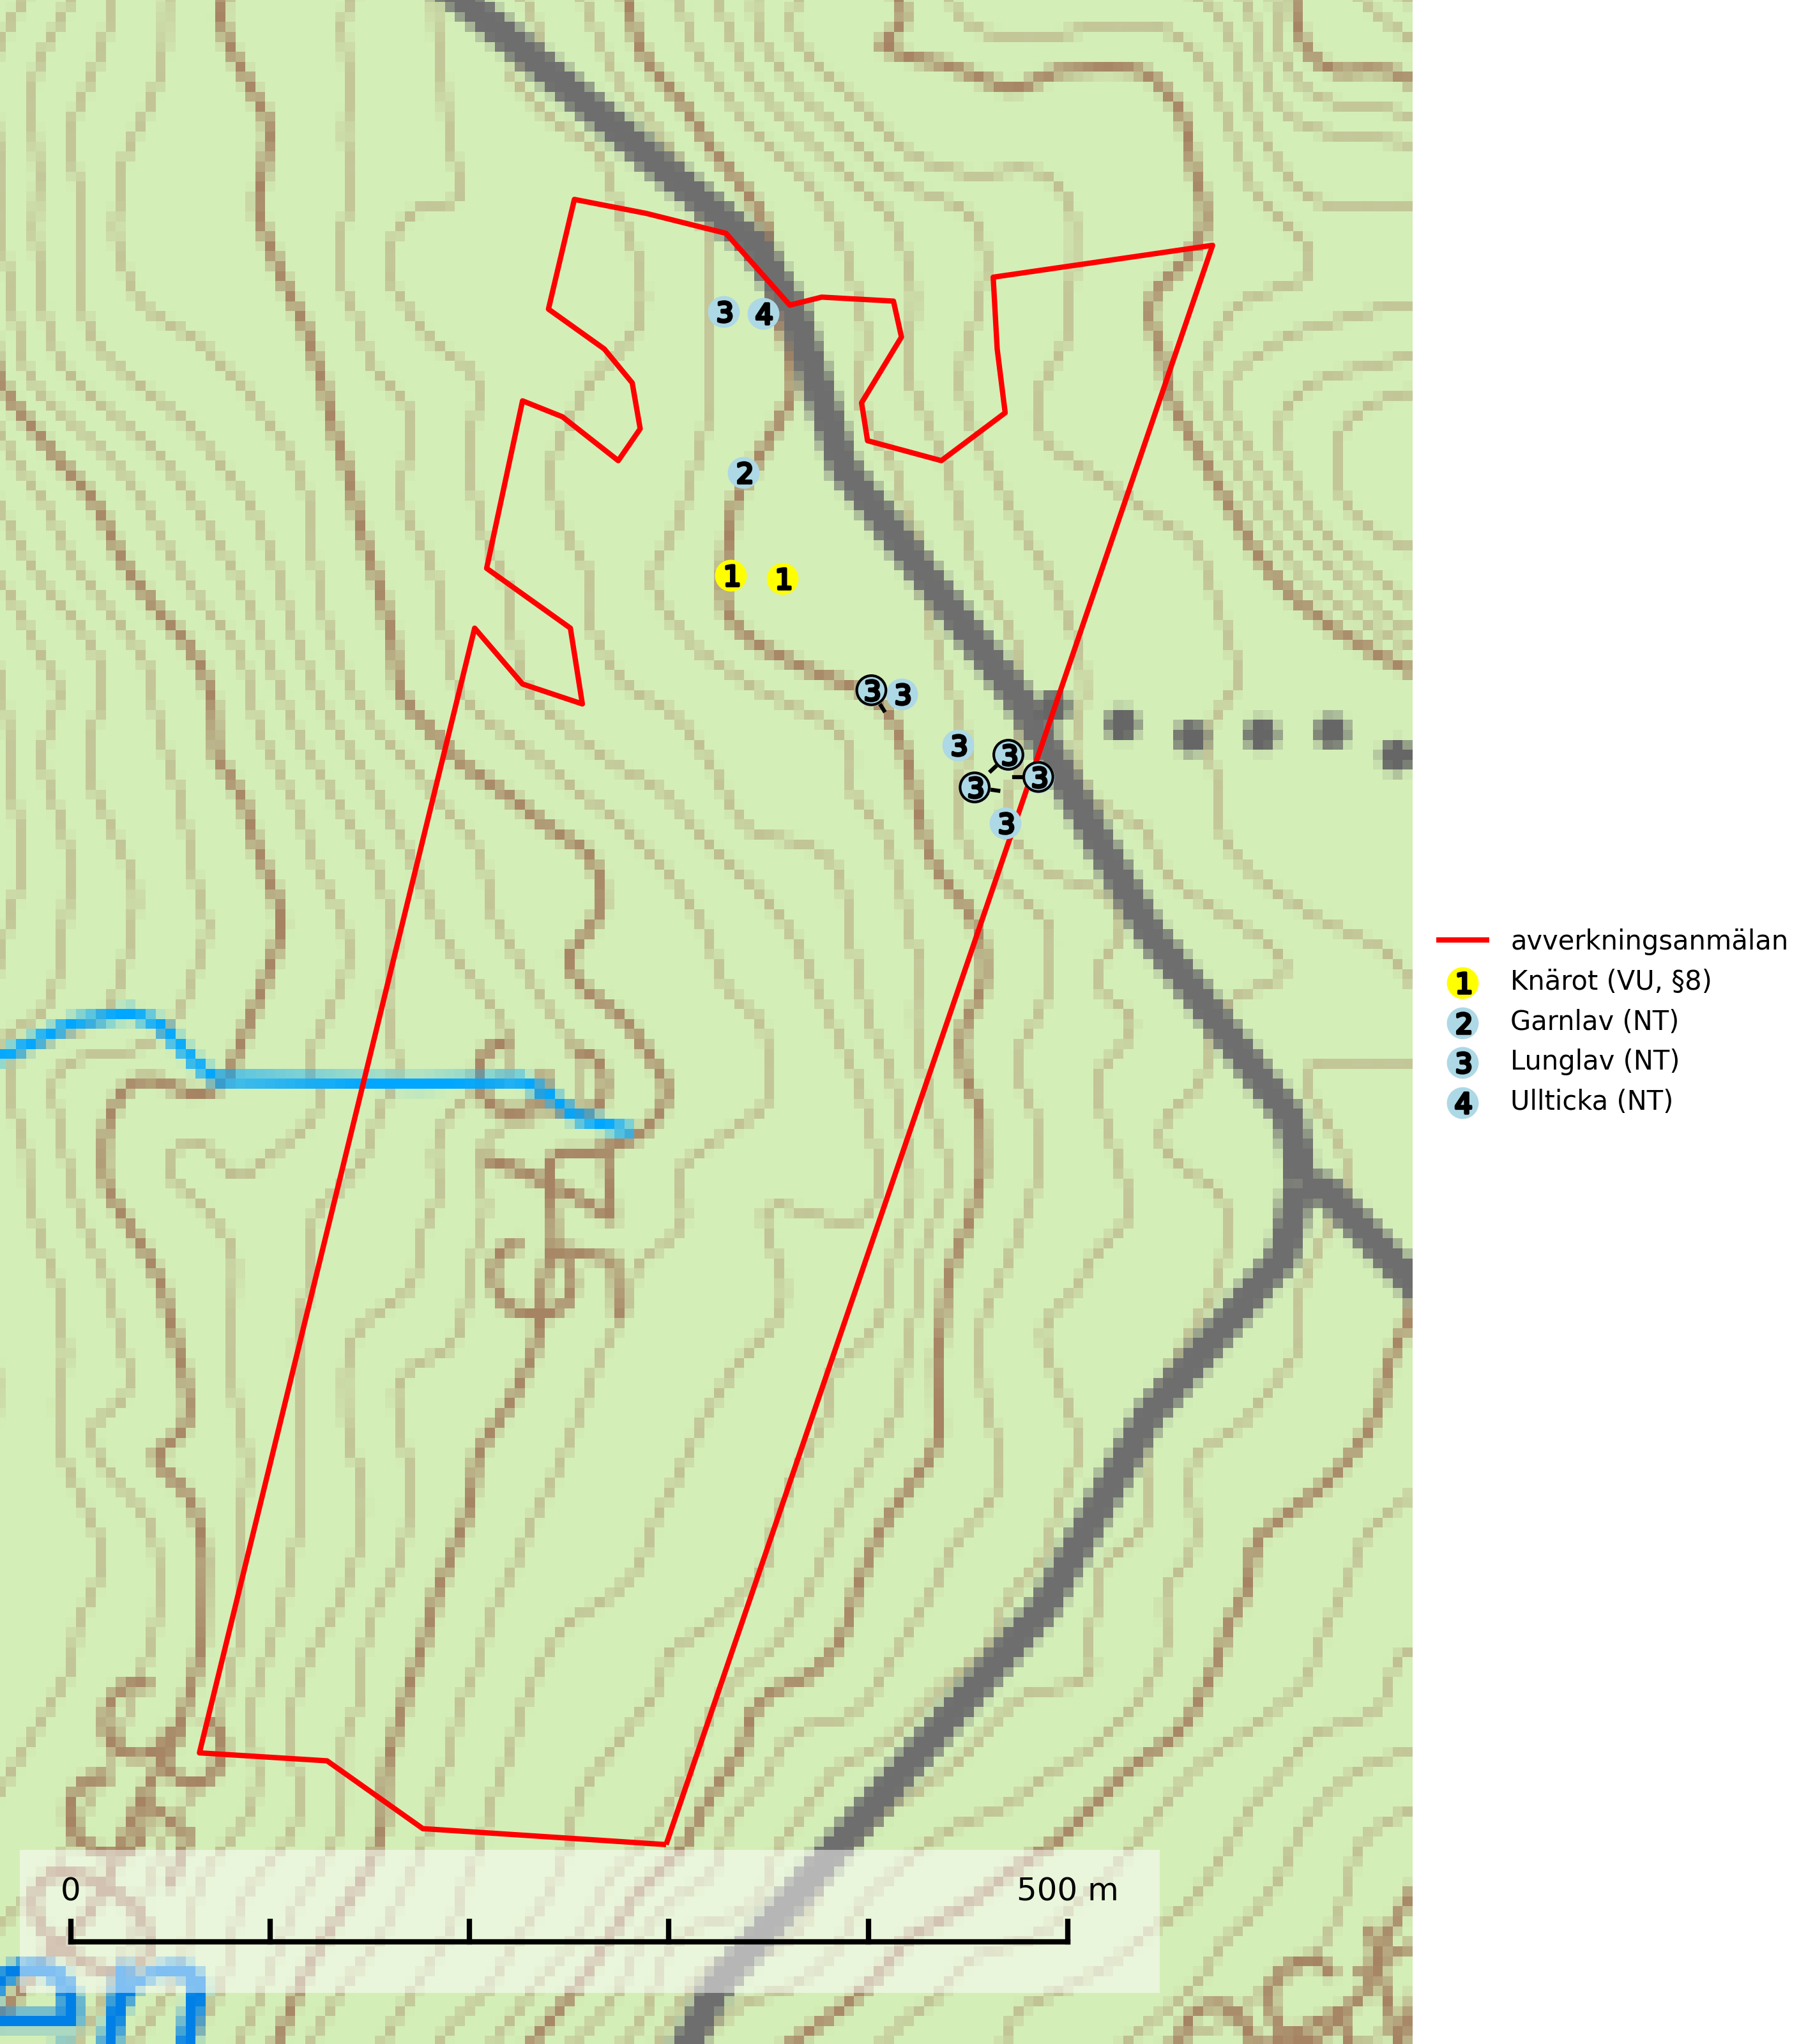 3 4
2
1 1
3 3
3 3
3 3
3
avverkningsanmälan
1 Knärot (VU, §8)
2 Garnlav (NT)
3 Lunglav (NT)
4 Ullticka (NT)
0 500 m
en